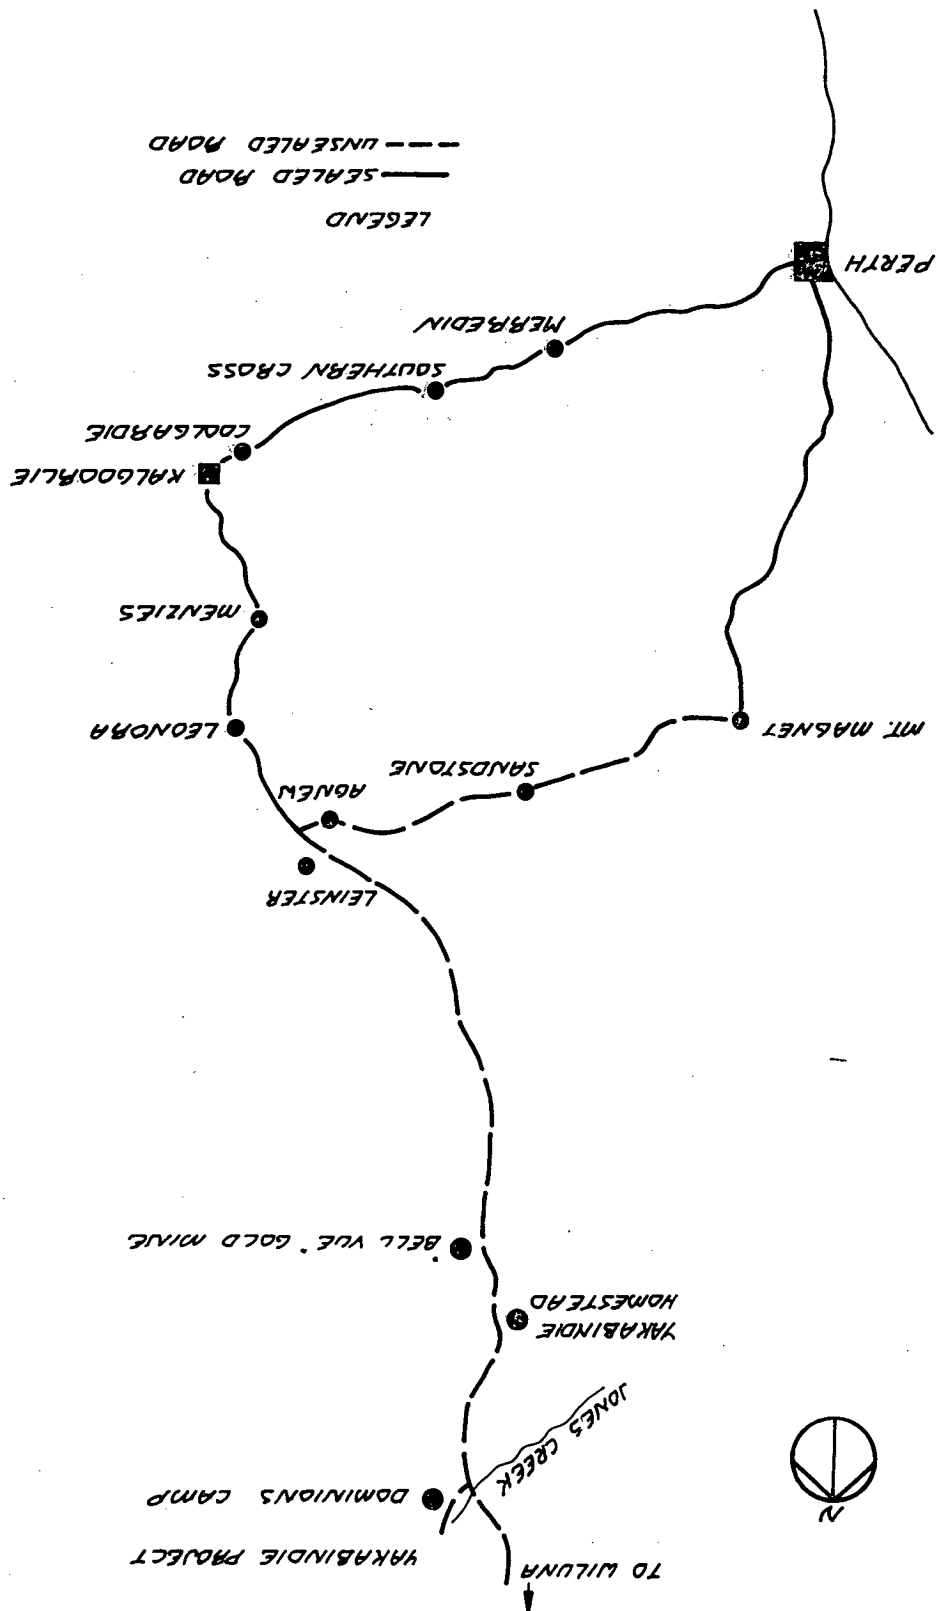 TO WILUNA
YAKABINDIE PROJECT
N
DOMINIONS CAMP
JONES CREEK
YAKABINDIE
HOMESTEAD
"BELL VUE" GOLD MINE
LEINSTER
AGNEW
SANDSTONE
MT. MAGNET
LEONORA
MENZIES
KALGOORLIE
COOLGARDIE
SOUTHERN CROSS
MERREDIN
PERTH
LEGEND
SEALED ROAD
UNSEALED ROAD